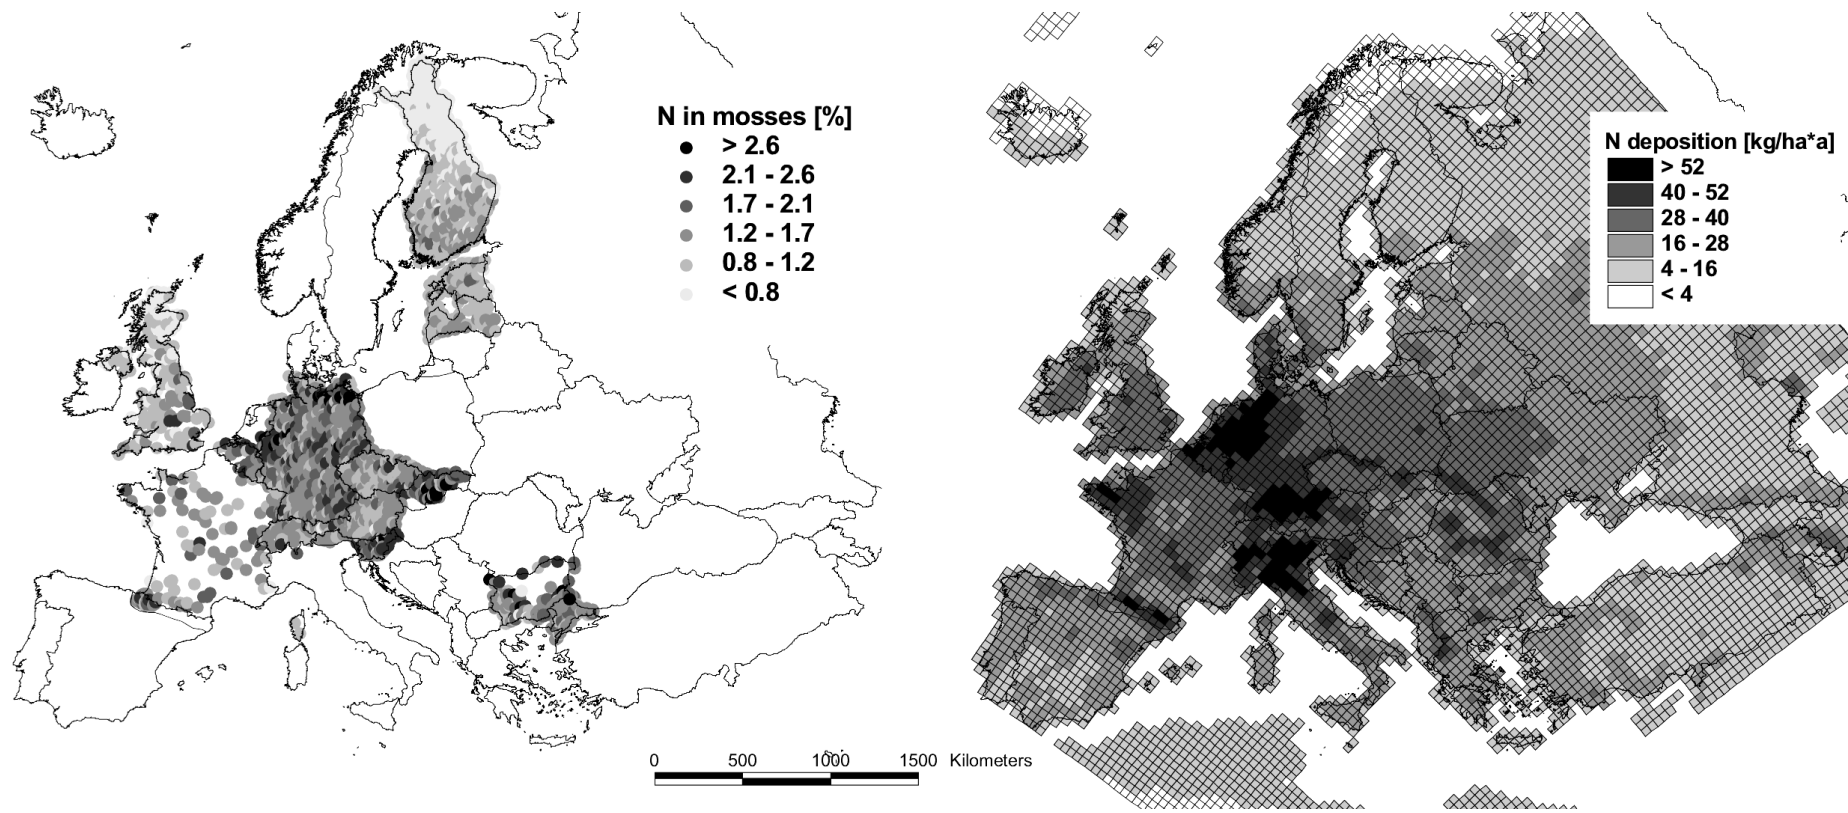 N in mosses [%]
> 2.6
2.1 - 2.6
1.7 - 2.1
1.2 - 1.7
0.8 - 1.2
< 0.8
N deposition [kg/ha*a]
> 52
40 - 52
28 - 40
16 - 28
4 - 16
< 4
0 500 1000 1500 Kilometers